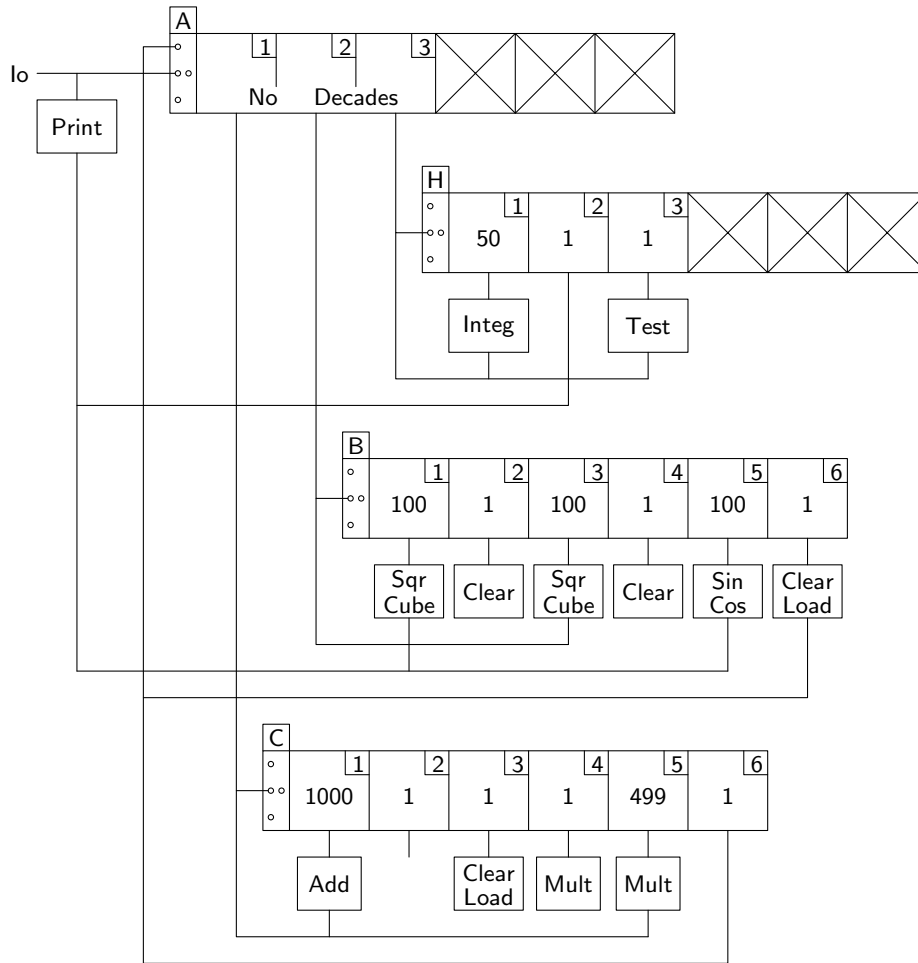 A
1 2 3
Io
No Decades
Print
H
1 2 3
50 1 1
Integ Test
B
1 2 3 4 5 6
100 1 100 1 100 1
Sqr Cube Clear Sqr Cube Clear Sin Cos Clear Load
C
1 2 3 4 5 6
1000 1 1 1 499 1
Add Clear Load Mult Mult